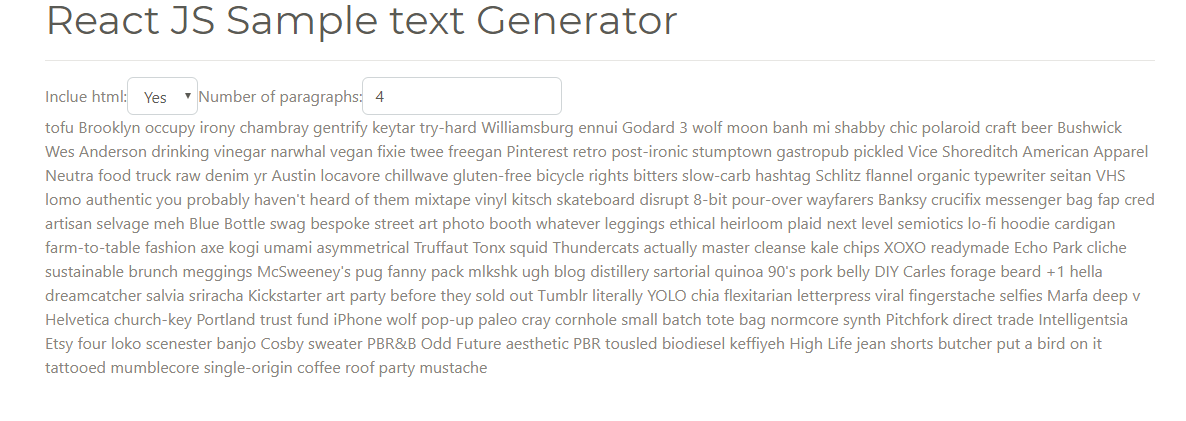 React JS Sample text Generator
Inclue html: Yes Number of paragraphs: 4
tofu Brooklyn occupy irony chambray gentrify keytar try-hard Williamsburg ennui Godard 3 wolf moon banh mi shabby chic polaroid craft beer Bushwick
Wes Anderson drinking vinegar narwhal vegan fixie twee freegan Pinterest retro post-ironic stumptown gastropub pickled Vice Shoreditch American Apparel
Neutra food truck raw denim yr Austin locavore chillwave gluten-free bicycle rights bitters slow-carb hashtag Schlitz flannel organic typewriter seitan VHS
lomo authentic you probably haven't heard of them mixtape vinyl kitsch skateboard disrupt 8-bit pour-over wayfarers Banksy crucifix messenger bag fap cred
artisan selvage meh Blue Bottle swag bespoke street art photo booth whatever leggings ethical heirloom plaid next level semiotics lo-fi hoodie cardigan
farm-to-table fashion axe kogi umami asymmetrical Truffaut Tonx squid Thundercats actually master cleanse kale chips XOXO readymade Echo Park cliche
sustainable brunch meggings McSweeney's pug fanny pack mlkshk ugh blog distillery sartorial quinoa 90's pork belly DIY Carles forage beard +1 hella
dreamcatcher salvia sriracha Kickstarter art party before they sold out Tumblr literally YOLO chia flexitarian letterpress viral fingerstache selfies Marfa deep v
Helvetica church-key Portland trust fund iPhone wolf pop-up paleo cray cornhole small batch tote bag normcore synth Pitchfork direct trade Intelligentsia
Etsy four loko scenester banjo Cosby sweater PBR&B Odd Future aesthetic PBR tousled biodiesel keffiyeh High Life jean shorts butcher put a bird on it
tattooed mumblecore single-origin coffee roof party mustache